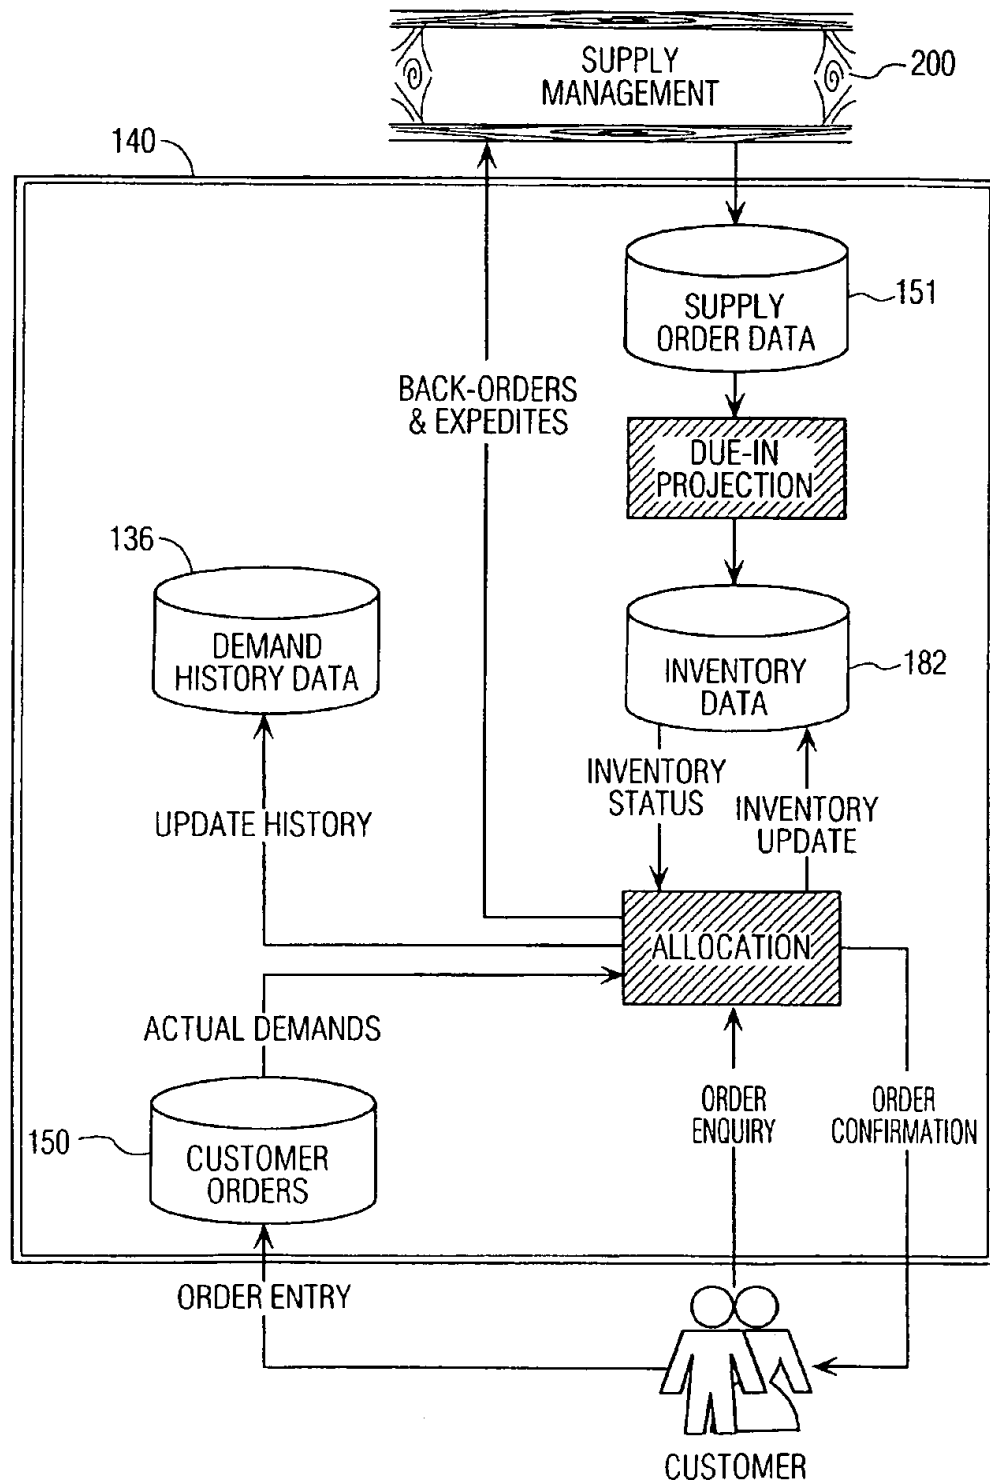 SUPPLY
MANAGEMENT
200
140
SUPPLY
ORDER DATA
151
BACK-ORDERS
& EXPEDITES
DUE-IN
PROJECTION
136
DEMAND
HISTORY DATA
INVENTORY
DATA
182
INVENTORY
STATUS
INVENTORY
UPDATE
UPDATE HISTORY
ALLOCATION
ACTUAL DEMANDS
ORDER
ENQUIRY
ORDER
CONFIRMATION
150
CUSTOMER
ORDERS
ORDER ENTRY
CUSTOMER